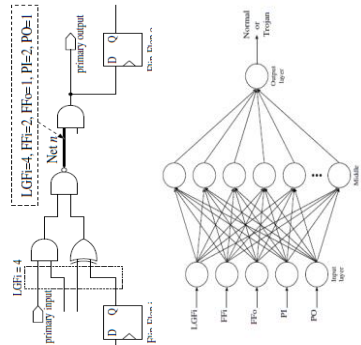 LGFi=4, FFi=2, FFo=1, PI=2, PO=1
LGFi = 4
primary input
D Q
Net n
primary output
D Q
Normal
or
Trojan
Output
layer
Middle
Input
layer
LGFi
FFi
FFo
PI
PO